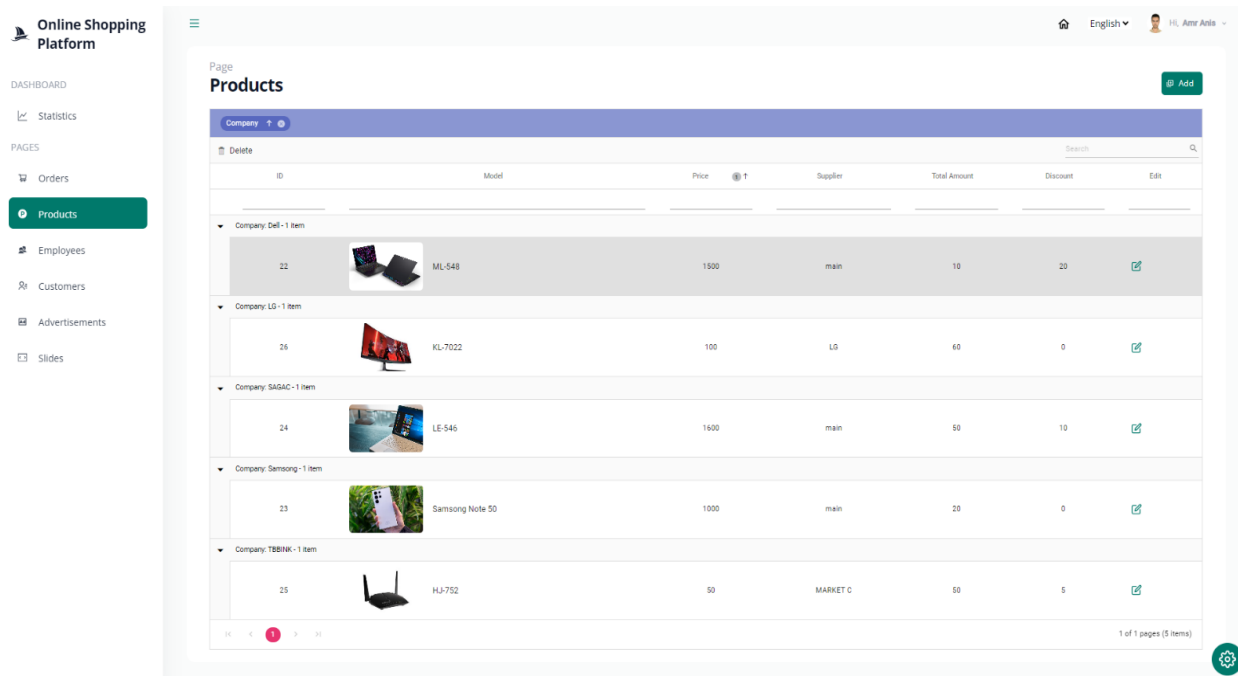 Online Shopping
Platform
English
Hi, Amr Anis
DASHBOARD
Statistics
PAGES
Orders
Products
Employees
Customers
Advertisements
Slides
Page
Products
Add
Company
Delete
Search
ID Model Price 1 Supplier Total Amount Discount Edit
Company: Dell - 1 item
22 ML-548 1500 main 10 20
Company: LG - 1 item
26 KL-7022 100 LG 60 0
Company: SAGAC - 1 item
24 LE-546 1600 main 50 10
Company: Samsong - 1 item
23 Samsong Note 50 1000 main 20 0
Company: TBBINK - 1 item
25 HJ-752 50 MARKET C 50 5
1
1 of 1 pages (5 items)